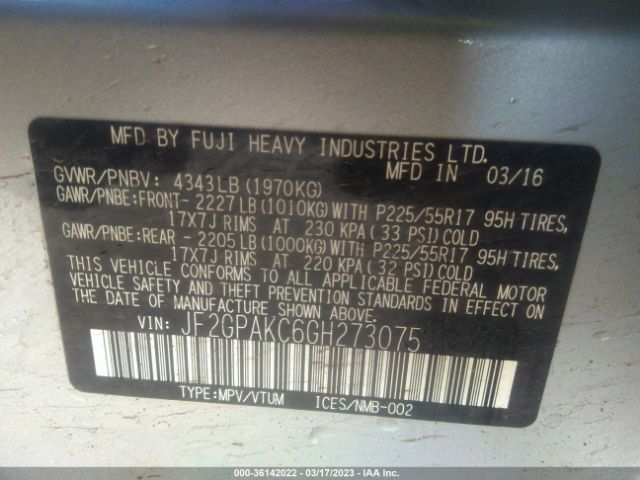 MFD BY FUJI HEAVY INDUSTRIES LTD.
GVWR/PNBV: 4343LB (1970KG) MFD IN 03/16
GAWR/PNBE:FRONT- 2227LB (1010KG) WITH P225/55R17 95H TIRES,
17X7J RIMS AT 230 KPA (33 PSI) COLD
GAWR/PNBE:REAR - 2205LB (1000KG) WITH P225/55R17 95H TIRES,
17X7J RIMS AT 220 KPA (32 PSI) COLD
THIS VEHICLE CONFORMS TO ALL APPLICABLE FEDERAL MOTOR
VEHICLE SAFETY AND THEFT PREVENTION STANDARDS IN EFFECT ON
THE DATE OF MANUFACTURE SHOWN ABOVE.
VIN: JF2GPAKC6GH273075
TYPE:MPV/VTUM ICES/NMB-002
000-36142022 - 03/17/2023 - IAA Inc.